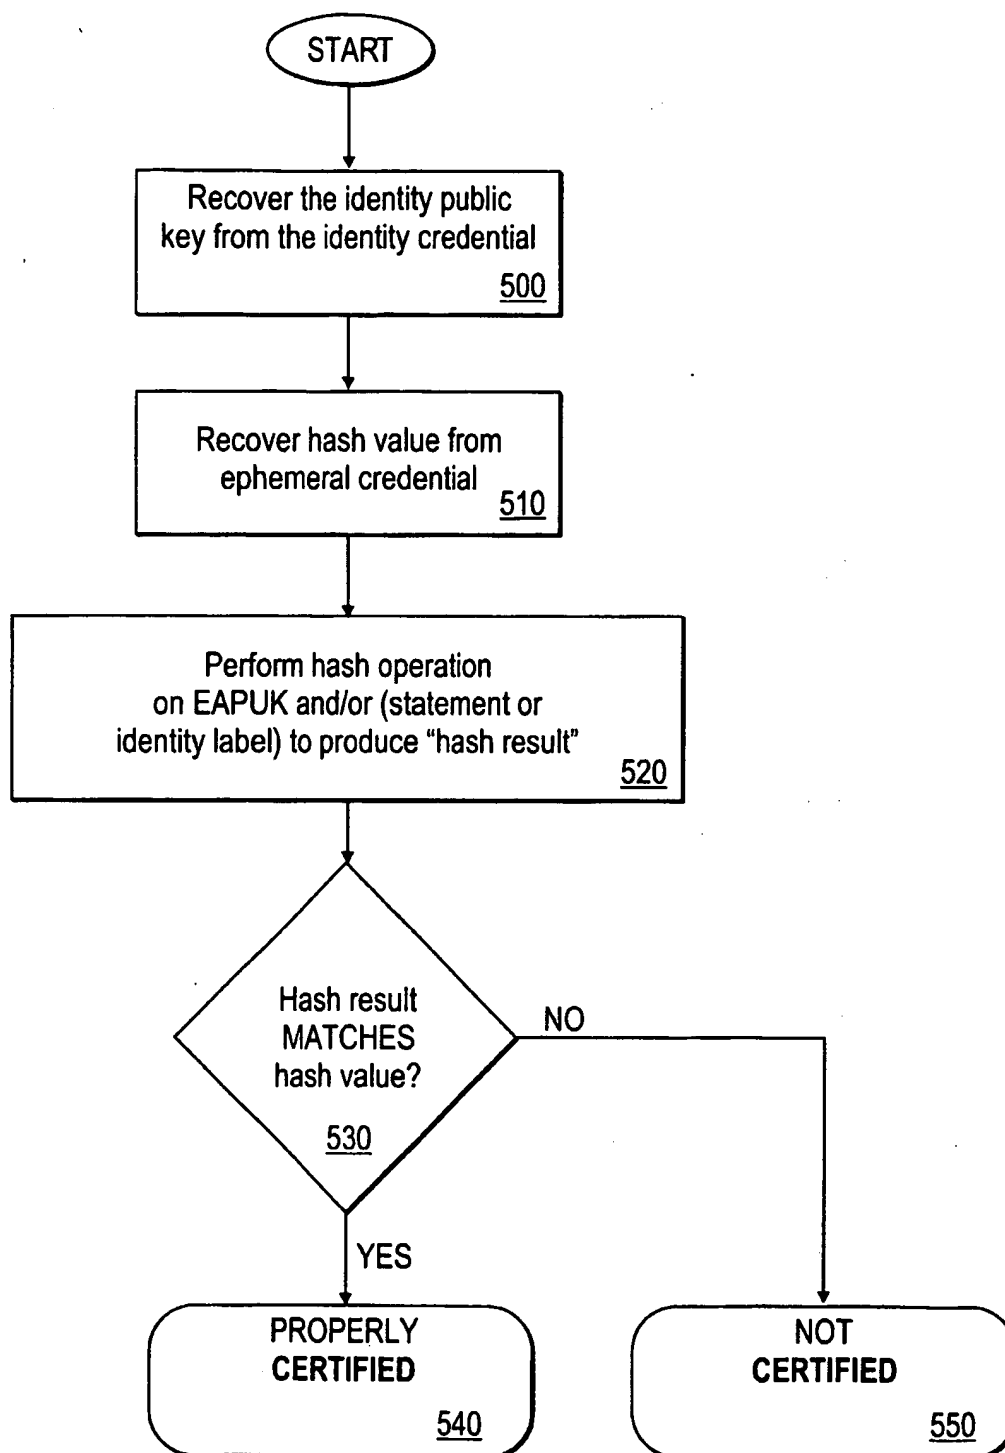 START
Recover the identity public
key from the identity credential
500
Recover hash value from
ephemeral credential
510
Perform hash operation
on EAPUK and/or (statement or
identity label) to produce “hash result”
520
Hash result
MATCHES
hash value?
530
NO
YES
PROPERLY
CERTIFIED
540
NOT
CERTIFIED
550